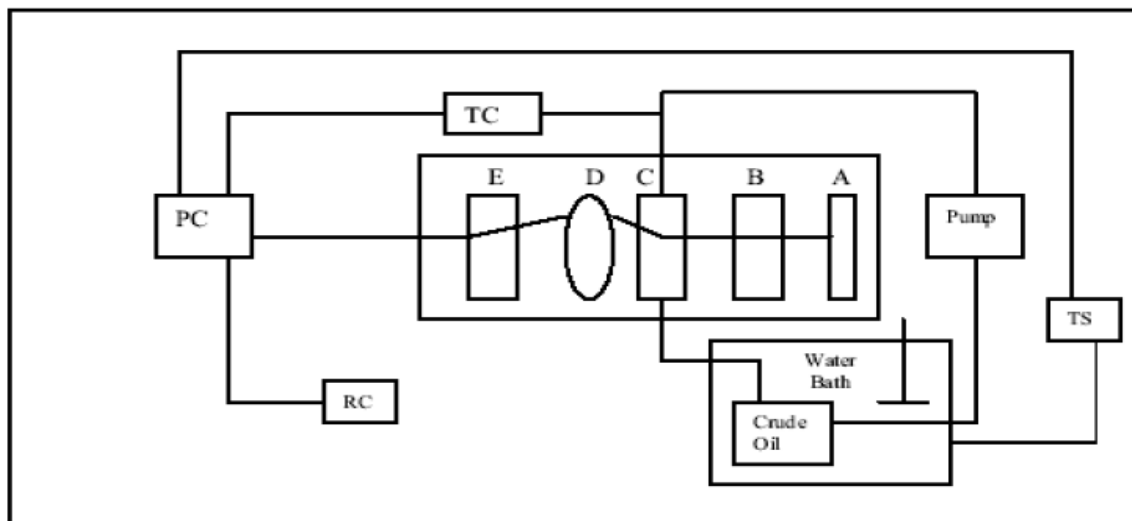 TC
E D C B A
PC
Pump
TS
Water
Bath
RC
Crude
Oil